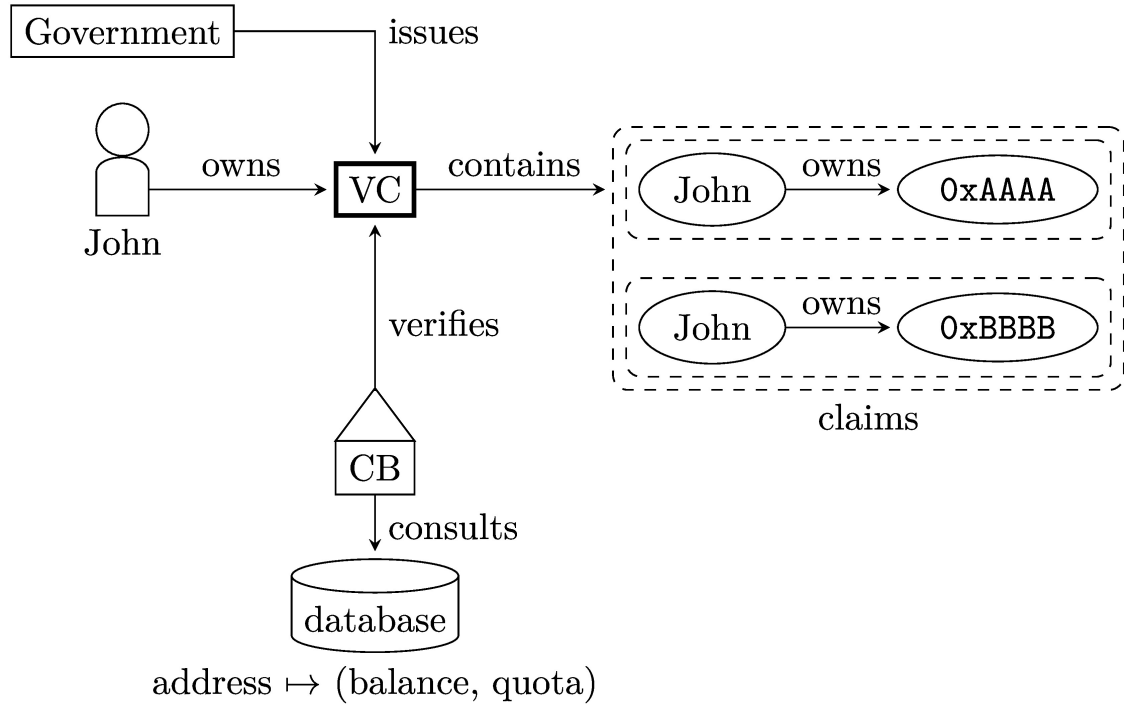 Government
issues
owns
contains
John
VC
John
owns
0xAAAA
John
owns
0xBBBB
claims
verifies
CB
consults
database
address ↦ (balance, quota)